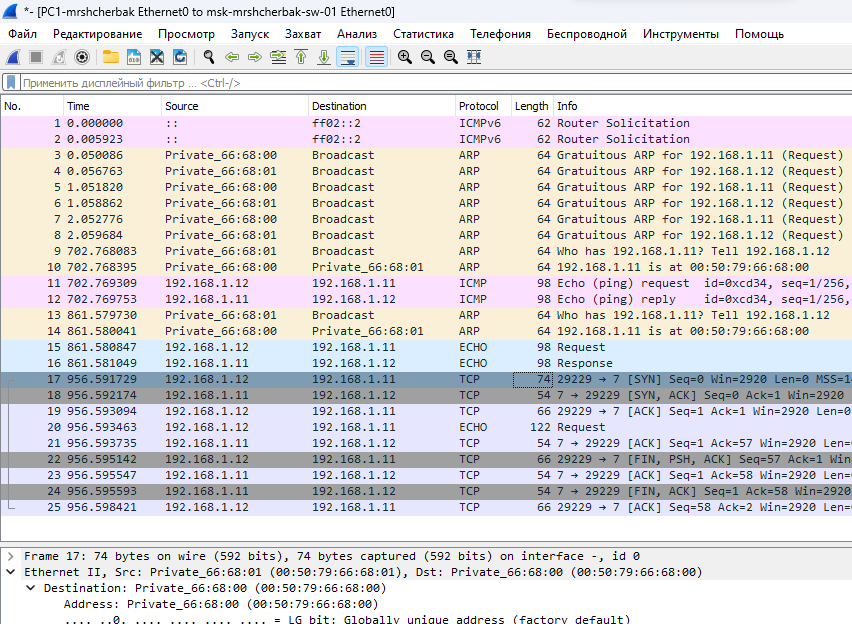 *- [PC1-mrshcherbak Ethernet0 to msk-mrshcherbak-sw-01 Ethernet0]
Файл Редактирование Просмотр Запуск Захват Анализ Статистика Телефония Беспроводной Инструменты Помощь
Применить дисплейный фильтр ... <Ctrl-/>
No. Time Source Destination Protocol Length Info
1 0.000000 :: ff02::2 ICMPv6 62 Router Solicitation
2 0.005923 :: ff02::2 ICMPv6 62 Router Solicitation
3 0.050086 Private_66:68:00 Broadcast ARP 64 Gratuitous ARP for 192.168.1.11 (Request)
4 0.056763 Private_66:68:01 Broadcast ARP 64 Gratuitous ARP for 192.168.1.12 (Request)
5 1.051820 Private_66:68:00 Broadcast ARP 64 Gratuitous ARP for 192.168.1.11 (Request)
6 1.058862 Private_66:68:01 Broadcast ARP 64 Gratuitous ARP for 192.168.1.12 (Request)
7 2.052776 Private_66:68:00 Broadcast ARP 64 Gratuitous ARP for 192.168.1.11 (Request)
8 2.059684 Private_66:68:01 Broadcast ARP 64 Gratuitous ARP for 192.168.1.12 (Request)
9 702.768083 Private_66:68:01 Broadcast ARP 64 Who has 192.168.1.11? Tell 192.168.1.12
10 702.768395 Private_66:68:00 Private_66:68:01 ARP 64 192.168.1.11 is at 00:50:79:66:68:00
11 702.769309 192.168.1.12 192.168.1.11 ICMP 98 Echo (ping) request id=0xcd34, seq=1/256,
12 702.769753 192.168.1.11 192.168.1.12 ICMP 98 Echo (ping) reply id=0xcd34, seq=1/256,
13 861.579730 Private_66:68:01 Broadcast ARP 64 Who has 192.168.1.11? Tell 192.168.1.12
14 861.580041 Private_66:68:00 Private_66:68:01 ARP 64 192.168.1.11 is at 00:50:79:66:68:00
15 861.580847 192.168.1.12 192.168.1.11 ECHO 98 Request
16 861.581049 192.168.1.11 192.168.1.12 ECHO 98 Response
17 956.591729 192.168.1.12 192.168.1.11 TCP 74 29229 → 7 [SYN] Seq=0 Win=2920 Len=0 MSS=1
18 956.592174 192.168.1.11 192.168.1.12 TCP 54 7 → 29229 [SYN, ACK] Seq=0 Ack=1 Win=2920
19 956.593094 192.168.1.12 192.168.1.11 TCP 66 29229 → 7 [ACK] Seq=1 Ack=1 Win=2920 Len=0
20 956.593463 192.168.1.12 192.168.1.11 ECHO 122 Request
21 956.593735 192.168.1.11 192.168.1.12 TCP 54 7 → 29229 [ACK] Seq=1 Ack=57 Win=2920 Len=
22 956.595142 192.168.1.12 192.168.1.11 TCP 66 29229 → 7 [FIN, PSH, ACK] Seq=57 Ack=1 Win
23 956.595547 192.168.1.11 192.168.1.12 TCP 54 7 → 29229 [ACK] Seq=1 Ack=58 Win=2920 Len=
24 956.595593 192.168.1.11 192.168.1.12 TCP 54 7 → 29229 [FIN, ACK] Seq=1 Ack=58 Win=2920
25 956.598421 192.168.1.12 192.168.1.11 TCP 66 29229 → 7 [ACK] Seq=58 Ack=2 Win=2920 Len=
Frame 17: 74 bytes on wire (592 bits), 74 bytes captured (592 bits) on interface -, id 0
Ethernet II, Src: Private_66:68:01 (00:50:79:66:68:01), Dst: Private_66:68:00 (00:50:79:66:68:00)
Destination: Private_66:68:00 (00:50:79:66:68:00)
Address: Private_66:68:00 (00:50:79:66:68:00)
.... ..0. .... .... .... .... = LG bit: Globally unique address (factory default)